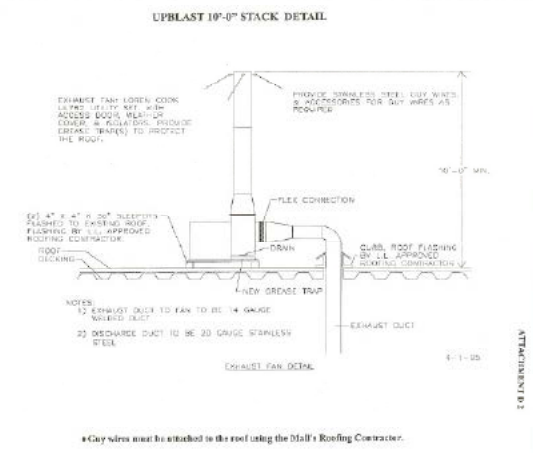 UPBLAST 10'-0" STACK DETAIL
EXHAUST FAN: LOREN COOK
UTILITY SET WITH
ACCESS DOOR, WEATHER
COVER, & ISOLATORS. PROVIDE
GREASE TRAP(S) TO PROTECT
THE ROOF.
PROVIDE STAINLESS STEEL GUY WIRES
& ACCESSORIES FOR GUY WIRES AS
REQUIRED
10'-0" MIN.
FLEX CONNECTION
(2) 4" X 4" X 36" SLEEPERS
FLASHED TO EXISTING ROOF.
FLASHING BY L.L. APPROVED
ROOFING CONTRACTOR.
DRAIN
CURB, ROOF FLASHING
BY L.L. APPROVED
ROOFING CONTRACTOR
ROOF
DECKING
NEW GREASE TRAP
NOTES
1) EXHAUST DUCT TO FAN TO BE 14 GAUGE
WELDED DUCT
2) DISCHARGE DUCT TO BE 20 GAUGE STAINLESS
STEEL
EXHAUST DUCT
EXHAUST FAN DETAIL
4-1-05
ATTACHMENT D-2
*Guy wires must be attached to the roof using the Mall's Roofing Contractor.